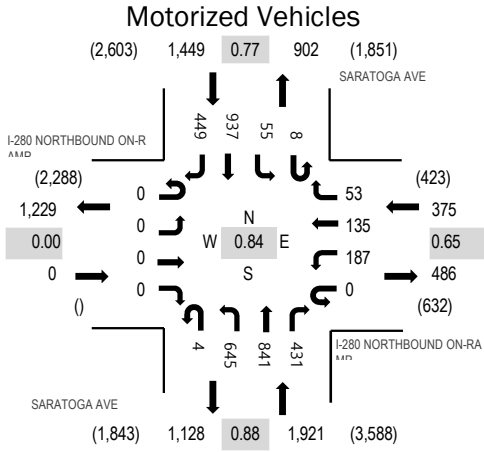 Motorized Vehicles
(2,603) 1,449 0.77 902 (1,851)
SARATOGA AVE
449 937 55 8
I-280 NORTHBOUND ON-R
AMP
(2,288)
1,229
0.00
0
()
0
0
0
0
N
W 0.84 E
S
53
135
187
0
(423)
375
0.65
486
(632)
4 645 841 431
I-280 NORTHBOUND ON-RA
MP
SARATOGA AVE
(1,843) 1,128 0.88 1,921 (3,588)